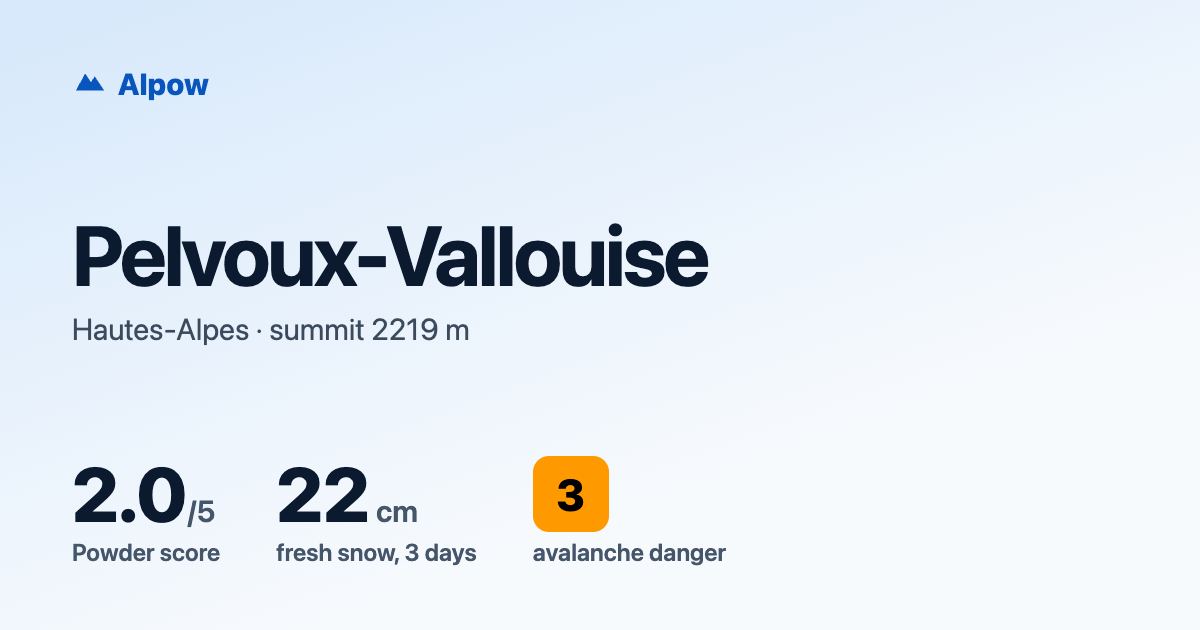 Alpow
Pelvoux-Vallouise
Hautes-Alpes · summit 2219 m
2.0/5
Powder score
22 cm
fresh snow, 3 days
3
avalanche danger